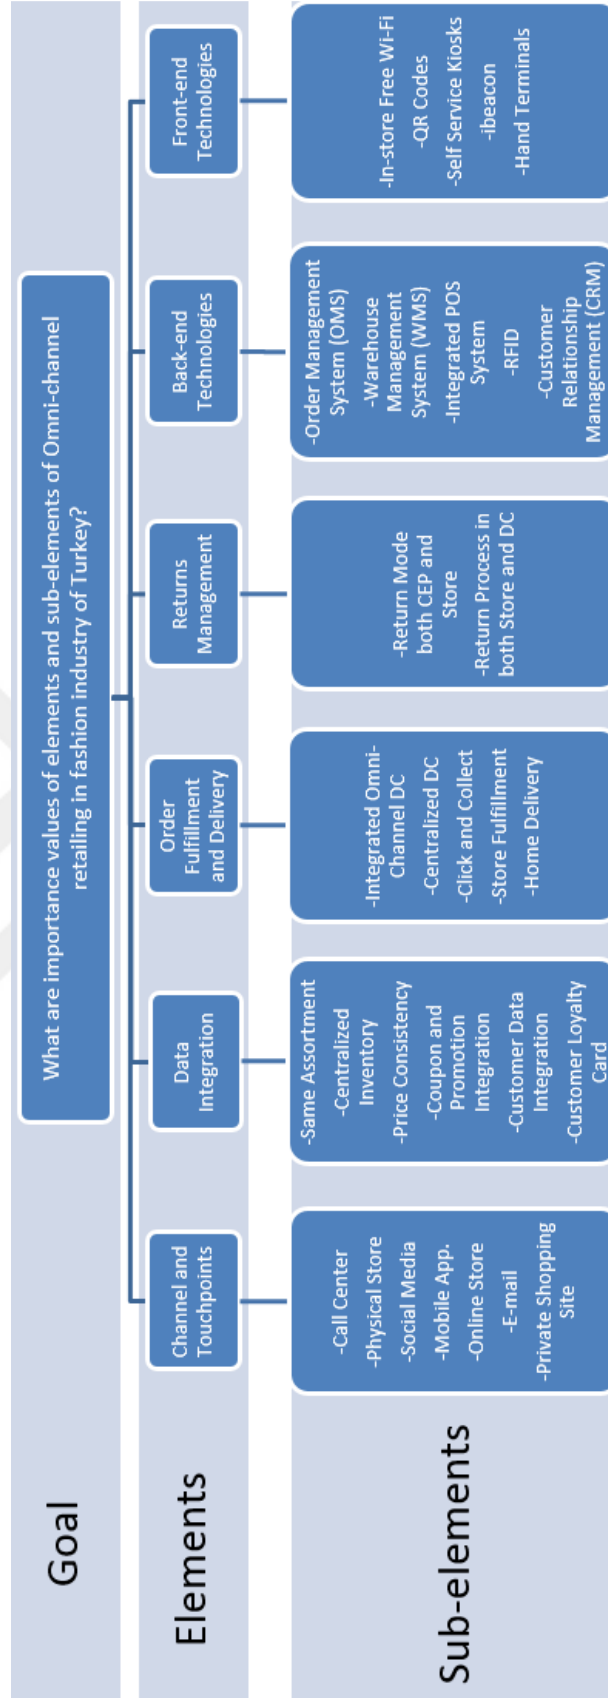 Goal
What are importance values of elements and sub-elements of Omni-channel
retailing in fashion industry of Turkey?
Elements
Channel and
Touchpoints
Data
Integration
Order
Fulfillment
and Delivery
Returns
Management
Back-end
Technologies
Front-end
Technologies
Sub-elements
-Call Center
-Physical Store
-Social Media
-Mobile App.
-Online Store
-E-mail
-Private Shopping
Site
-Same Assortment
-Centralized
Inventory
-Price Consistency
-Coupon and
Promotion
Integration
-Customer Data
Integration
-Customer Loyalty
Card
-Integrated Omni-
Channel DC
-Centralized DC
-Click and Collect
-Store Fulfillment
-Home Delivery
-Return Mode
both CEP and
Store
-Return Process in
both Store and DC
-Order Management
System (OMS)
-Warehouse
Management
System (WMS)
-Integrated POS
System
-RFID
-Customer
Relationship
Management (CRM)
-In-store Free Wi-Fi
-QR Codes
-Self Service Kiosks
-ibeacon
-Hand Terminals